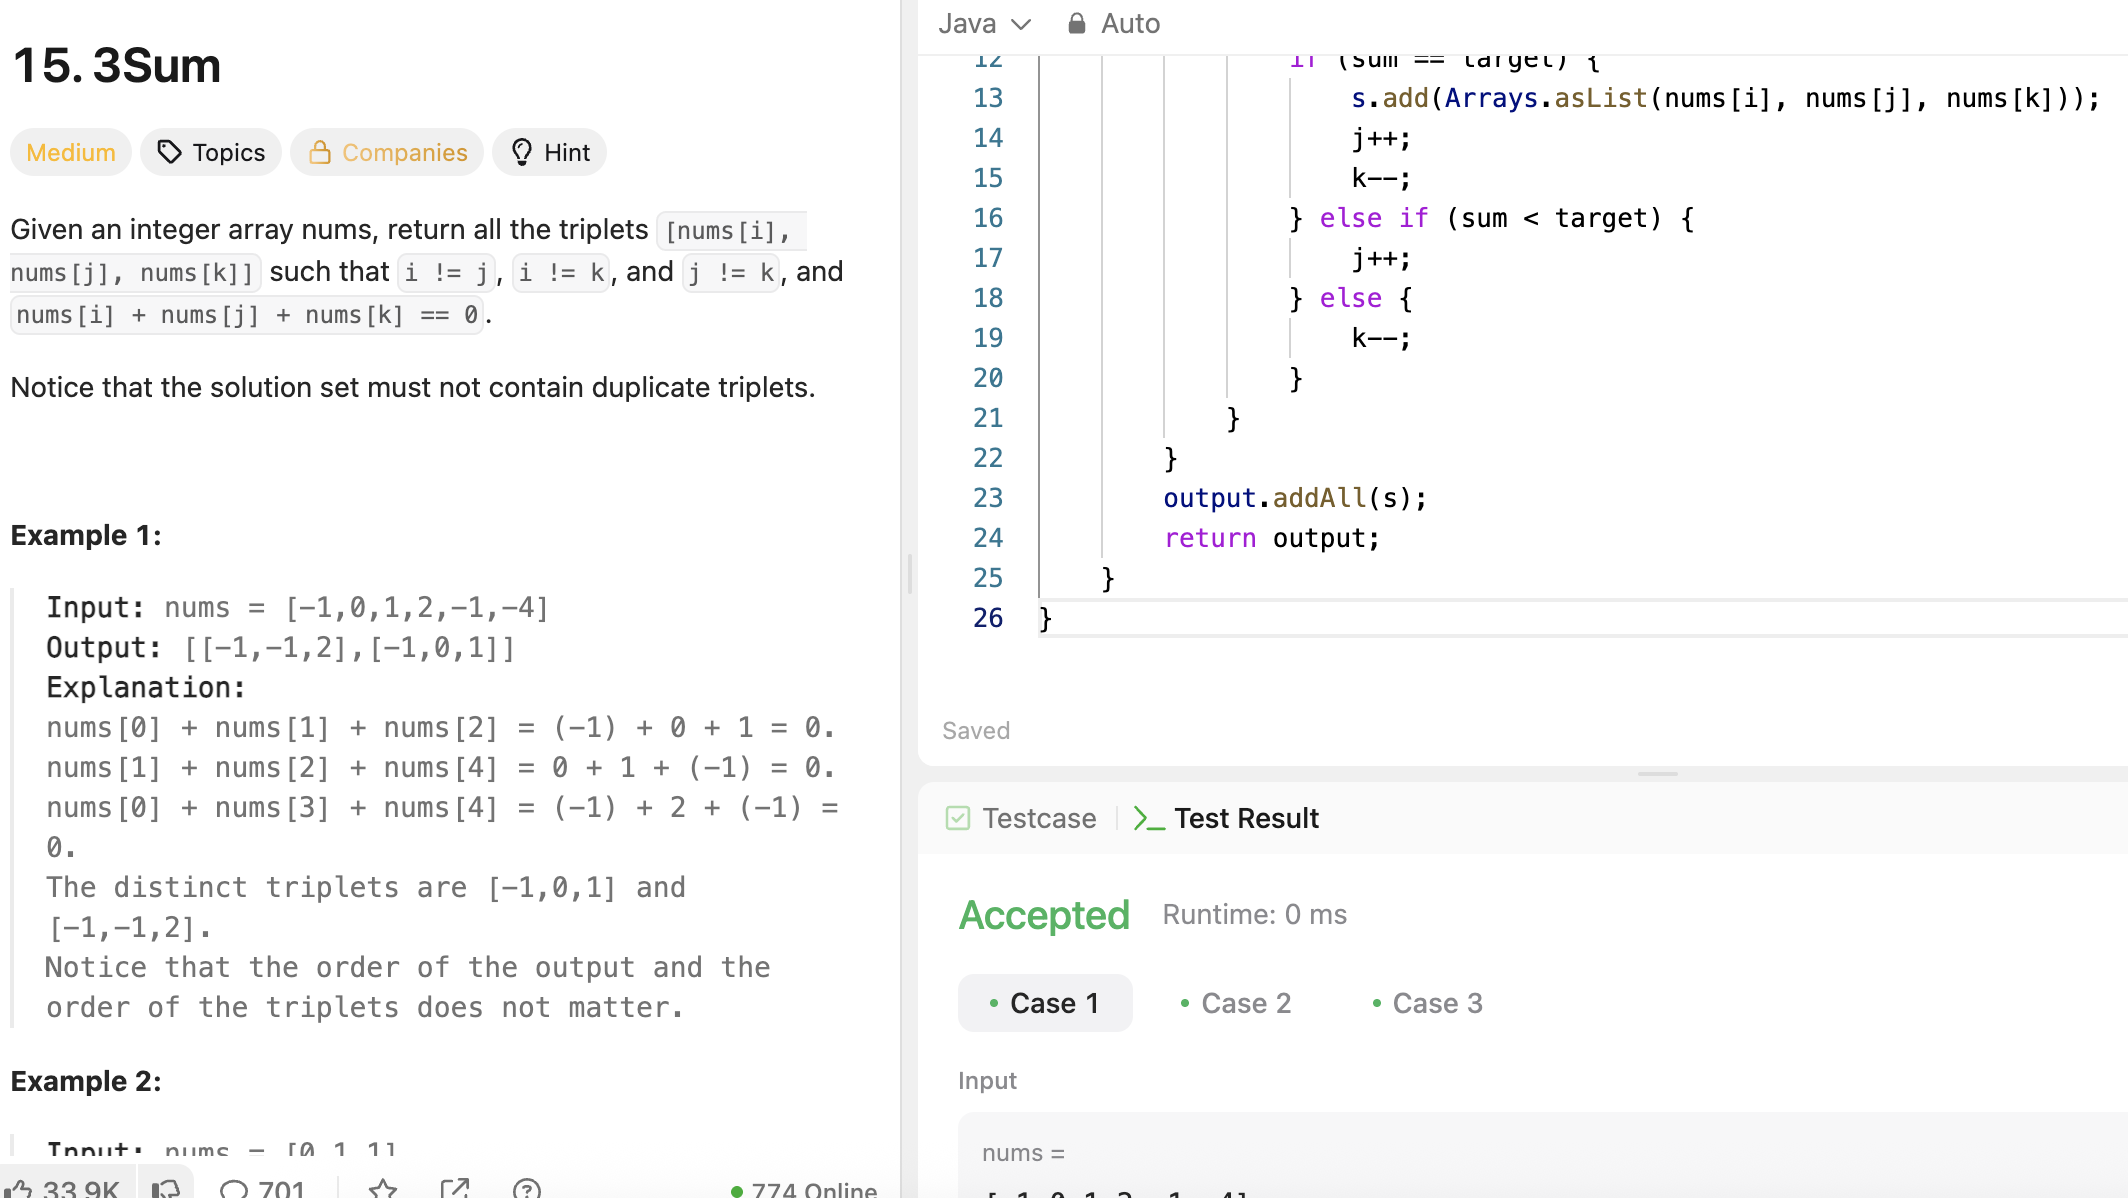 15. 3Sum
Medium Topics Companies Hint
Given an integer array nums, return all the triplets [nums[i],
nums[j], nums[k]] such that i != j, i != k, and j != k, and
nums[i] + nums[j] + nums[k] == 0.
Notice that the solution set must not contain duplicate triplets.
Example 1:
Input: nums = [-1,0,1,2,-1,-4]
Output: [[-1,-1,2],[-1,0,1]]
Explanation:
nums[0] + nums[1] + nums[2] = (-1) + 0 + 1 = 0.
nums[1] + nums[2] + nums[4] = 0 + 1 + (-1) = 0.
nums[0] + nums[3] + nums[4] = (-1) + 2 + (-1) =
0.
The distinct triplets are [-1,0,1] and
[-1,-1,2].
Notice that the order of the output and the
order of the triplets does not matter.
Example 2:
Input: nums = [0,1,1]
33.9K 701 774 Online
Java Auto
12 if (sum == target) {
13 s.add(Arrays.asList(nums[i], nums[j], nums[k]));
14 j++;
15 k--;
16 } else if (sum < target) {
17 j++;
18 } else {
19 k--;
20 }
21 }
22 }
23 output.addAll(s);
24 return output;
25 }
26 }
Saved
Testcase Test Result
Accepted Runtime: 0 ms
Case 1 Case 2 Case 3
Input
nums =
[-1,0,1,2,-1,-4]